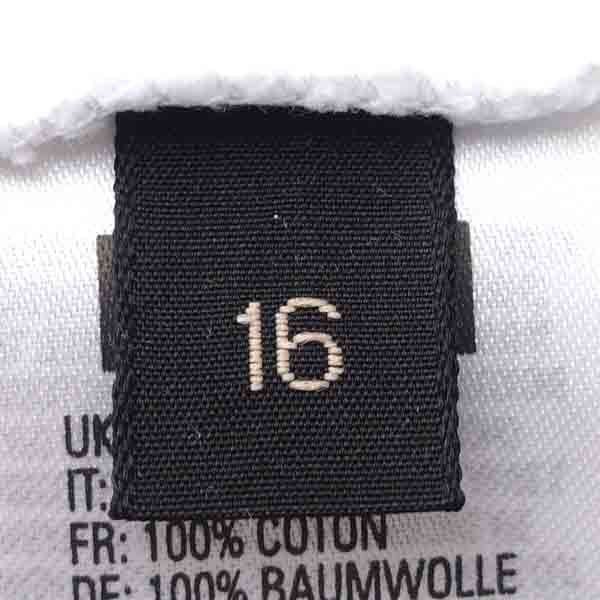 16
UK
IT:
FR: 100% COTON
DE: 100% BAUMWOLLE